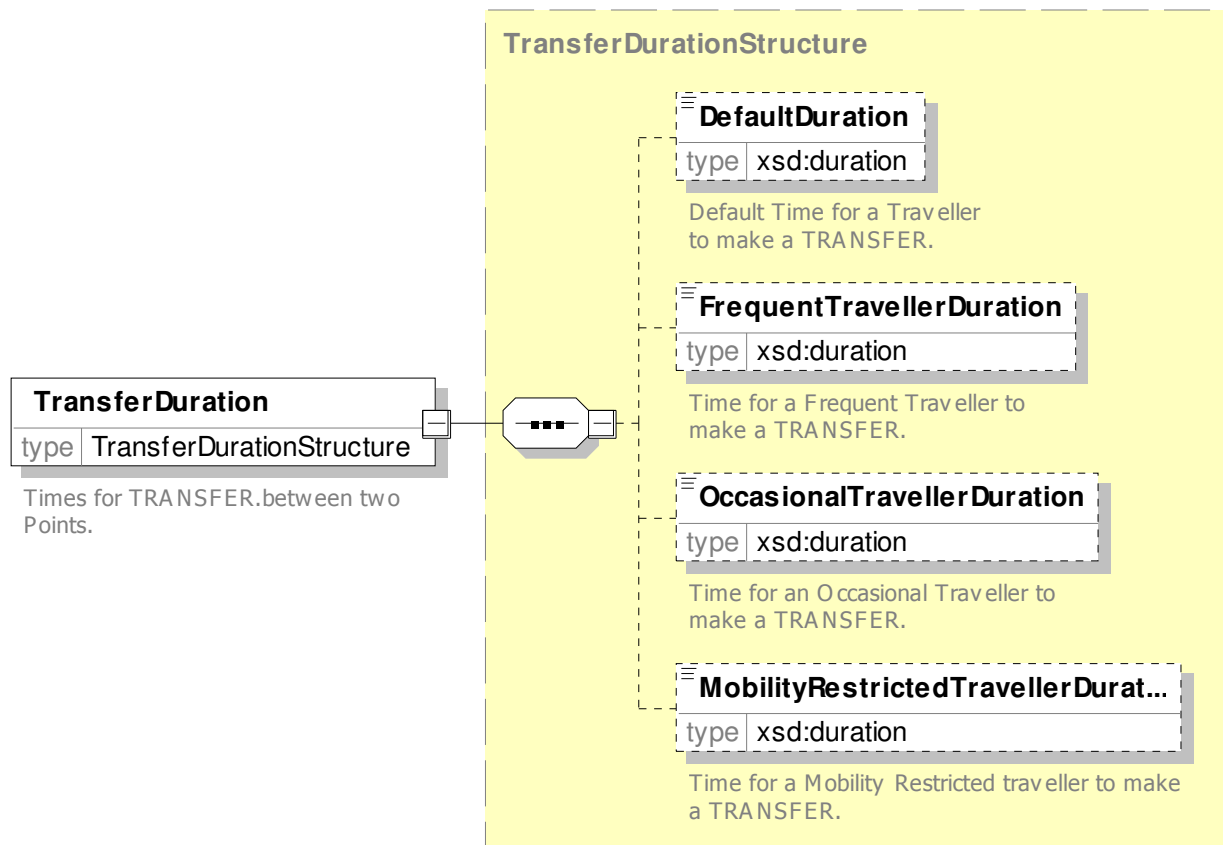 TransferDurationStructure
DefaultDuration
type xsd:duration
Default Time for a Traveller
to make a TRANSFER.
FrequentTravellerDuration
type xsd:duration
Time for a Frequent Traveller to
make a TRANSFER.
TransferDuration
type TransferDurationStructure
Times for TRANSFER.between two
Points.
OccasionalTravellerDuration
type xsd:duration
Time for an Occasional Traveller to
make a TRANSFER.
MobilityRestrictedTravellerDurat...
type xsd:duration
Time for a Mobility Restricted traveller to make
a TRANSFER.